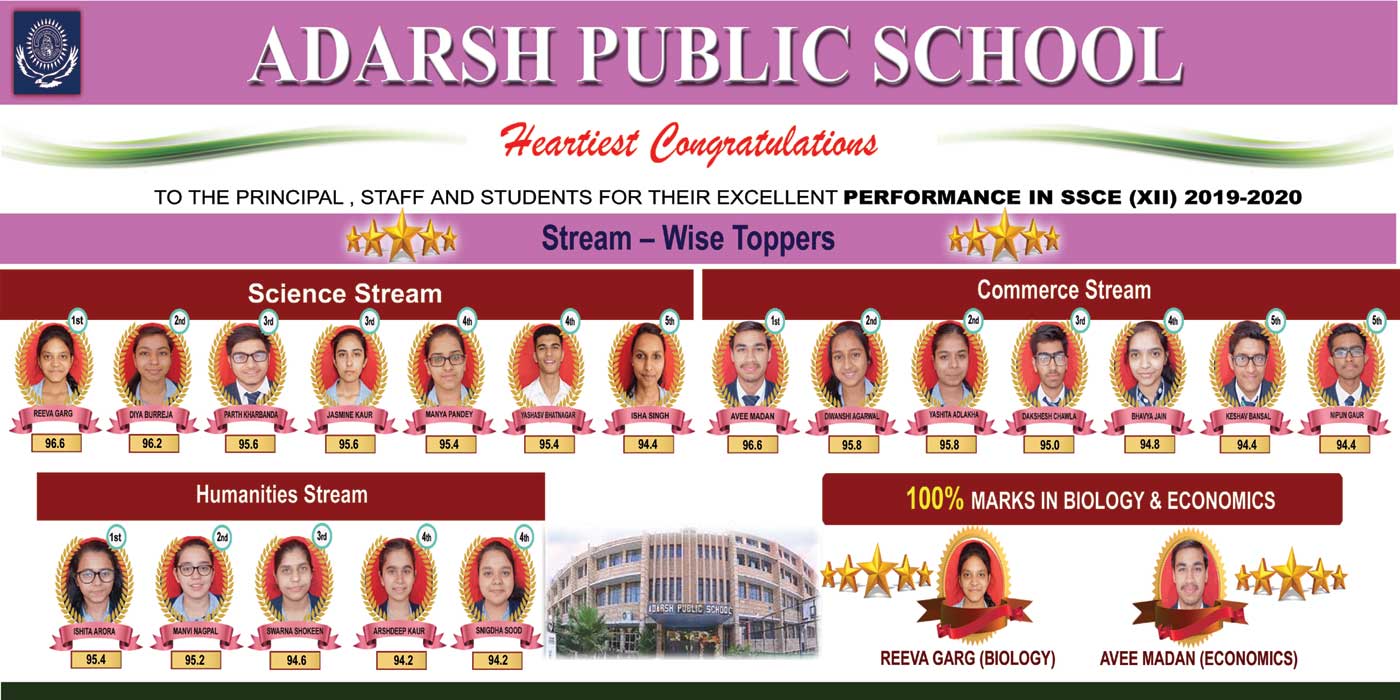 ADARSH PUBLIC SCHOOL
Heartiest Congratulations
TO THE PRINCIPAL , STAFF AND STUDENTS FOR THEIR EXCELLENT PERFORMANCE IN SSCE (XII) 2019-2020
Stream – Wise Toppers
Science Stream
1st 2nd 3rd 3rd 4th 4th 5th
REEVA GARG DIYA BURREJA PARTH KHARBANDA JASMINE KAUR MANYA PANDEY YASHASV BHATNAGAR ISHA SINGH
96.6 96.2 95.6 95.6 95.4 95.4 94.4
Commerce Stream
1st 2nd 2nd 3rd 4th 5th 5th
AVEE MADAN DIWANSHI AGARWAL YASHITA ADLAKHA DAKSHESH CHAWLA BHAVYA JAIN KESHAV BANSAL NIPUN GAUR
96.6 95.8 95.8 95.0 94.8 94.4 94.4
Humanities Stream
1st 2nd 3rd 4th 4th
ISHITA ARORA MANVI NAGPAL SWARNA SHOKEEN ARSHDEEP KAUR SNIGDHA SOOD
95.4 95.2 94.6 94.2 94.2
ADARSH PUBLIC SCHOOL
100% MARKS IN BIOLOGY & ECONOMICS
REEVA GARG (BIOLOGY) AVEE MADAN (ECONOMICS)